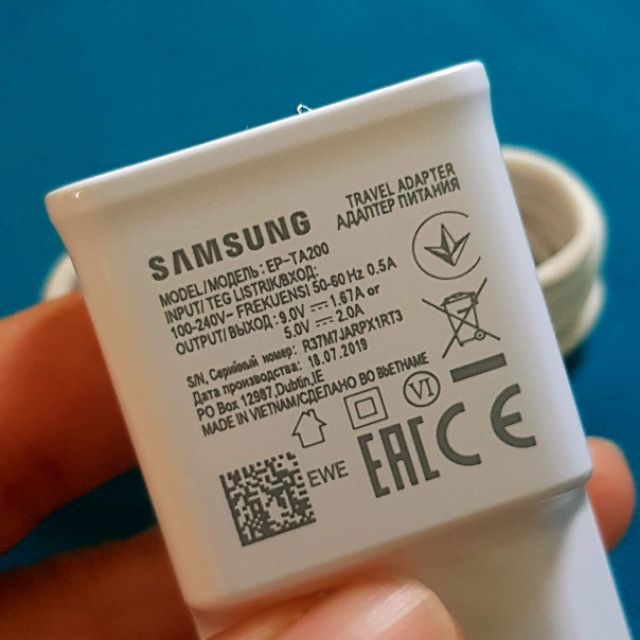 TRAVEL ADAPTER
АДАПТЕР ПИТАНИЯ
SAMSUNG
MODEL/МОДЕЛЬ : EP-TA200
INPUT/ TEG LISTRIK/ВХОД:
100-240V~ FREKUENSI 50-60 Hz 0.5A
OUTPUT/ВЫХОД : 9.0V ⎓ 1.67A or
5.0V ⎓ 2.0A
S/N, Серийный номер: R37M7JARPX1RT3
Дата производства: 18.07.2019
PO Box 12987,Dublin,IE
MADE IN VIETNAM/СДЕЛАНО ВО ВЬЕТНАМЕ
VI
EWE
EAC CE